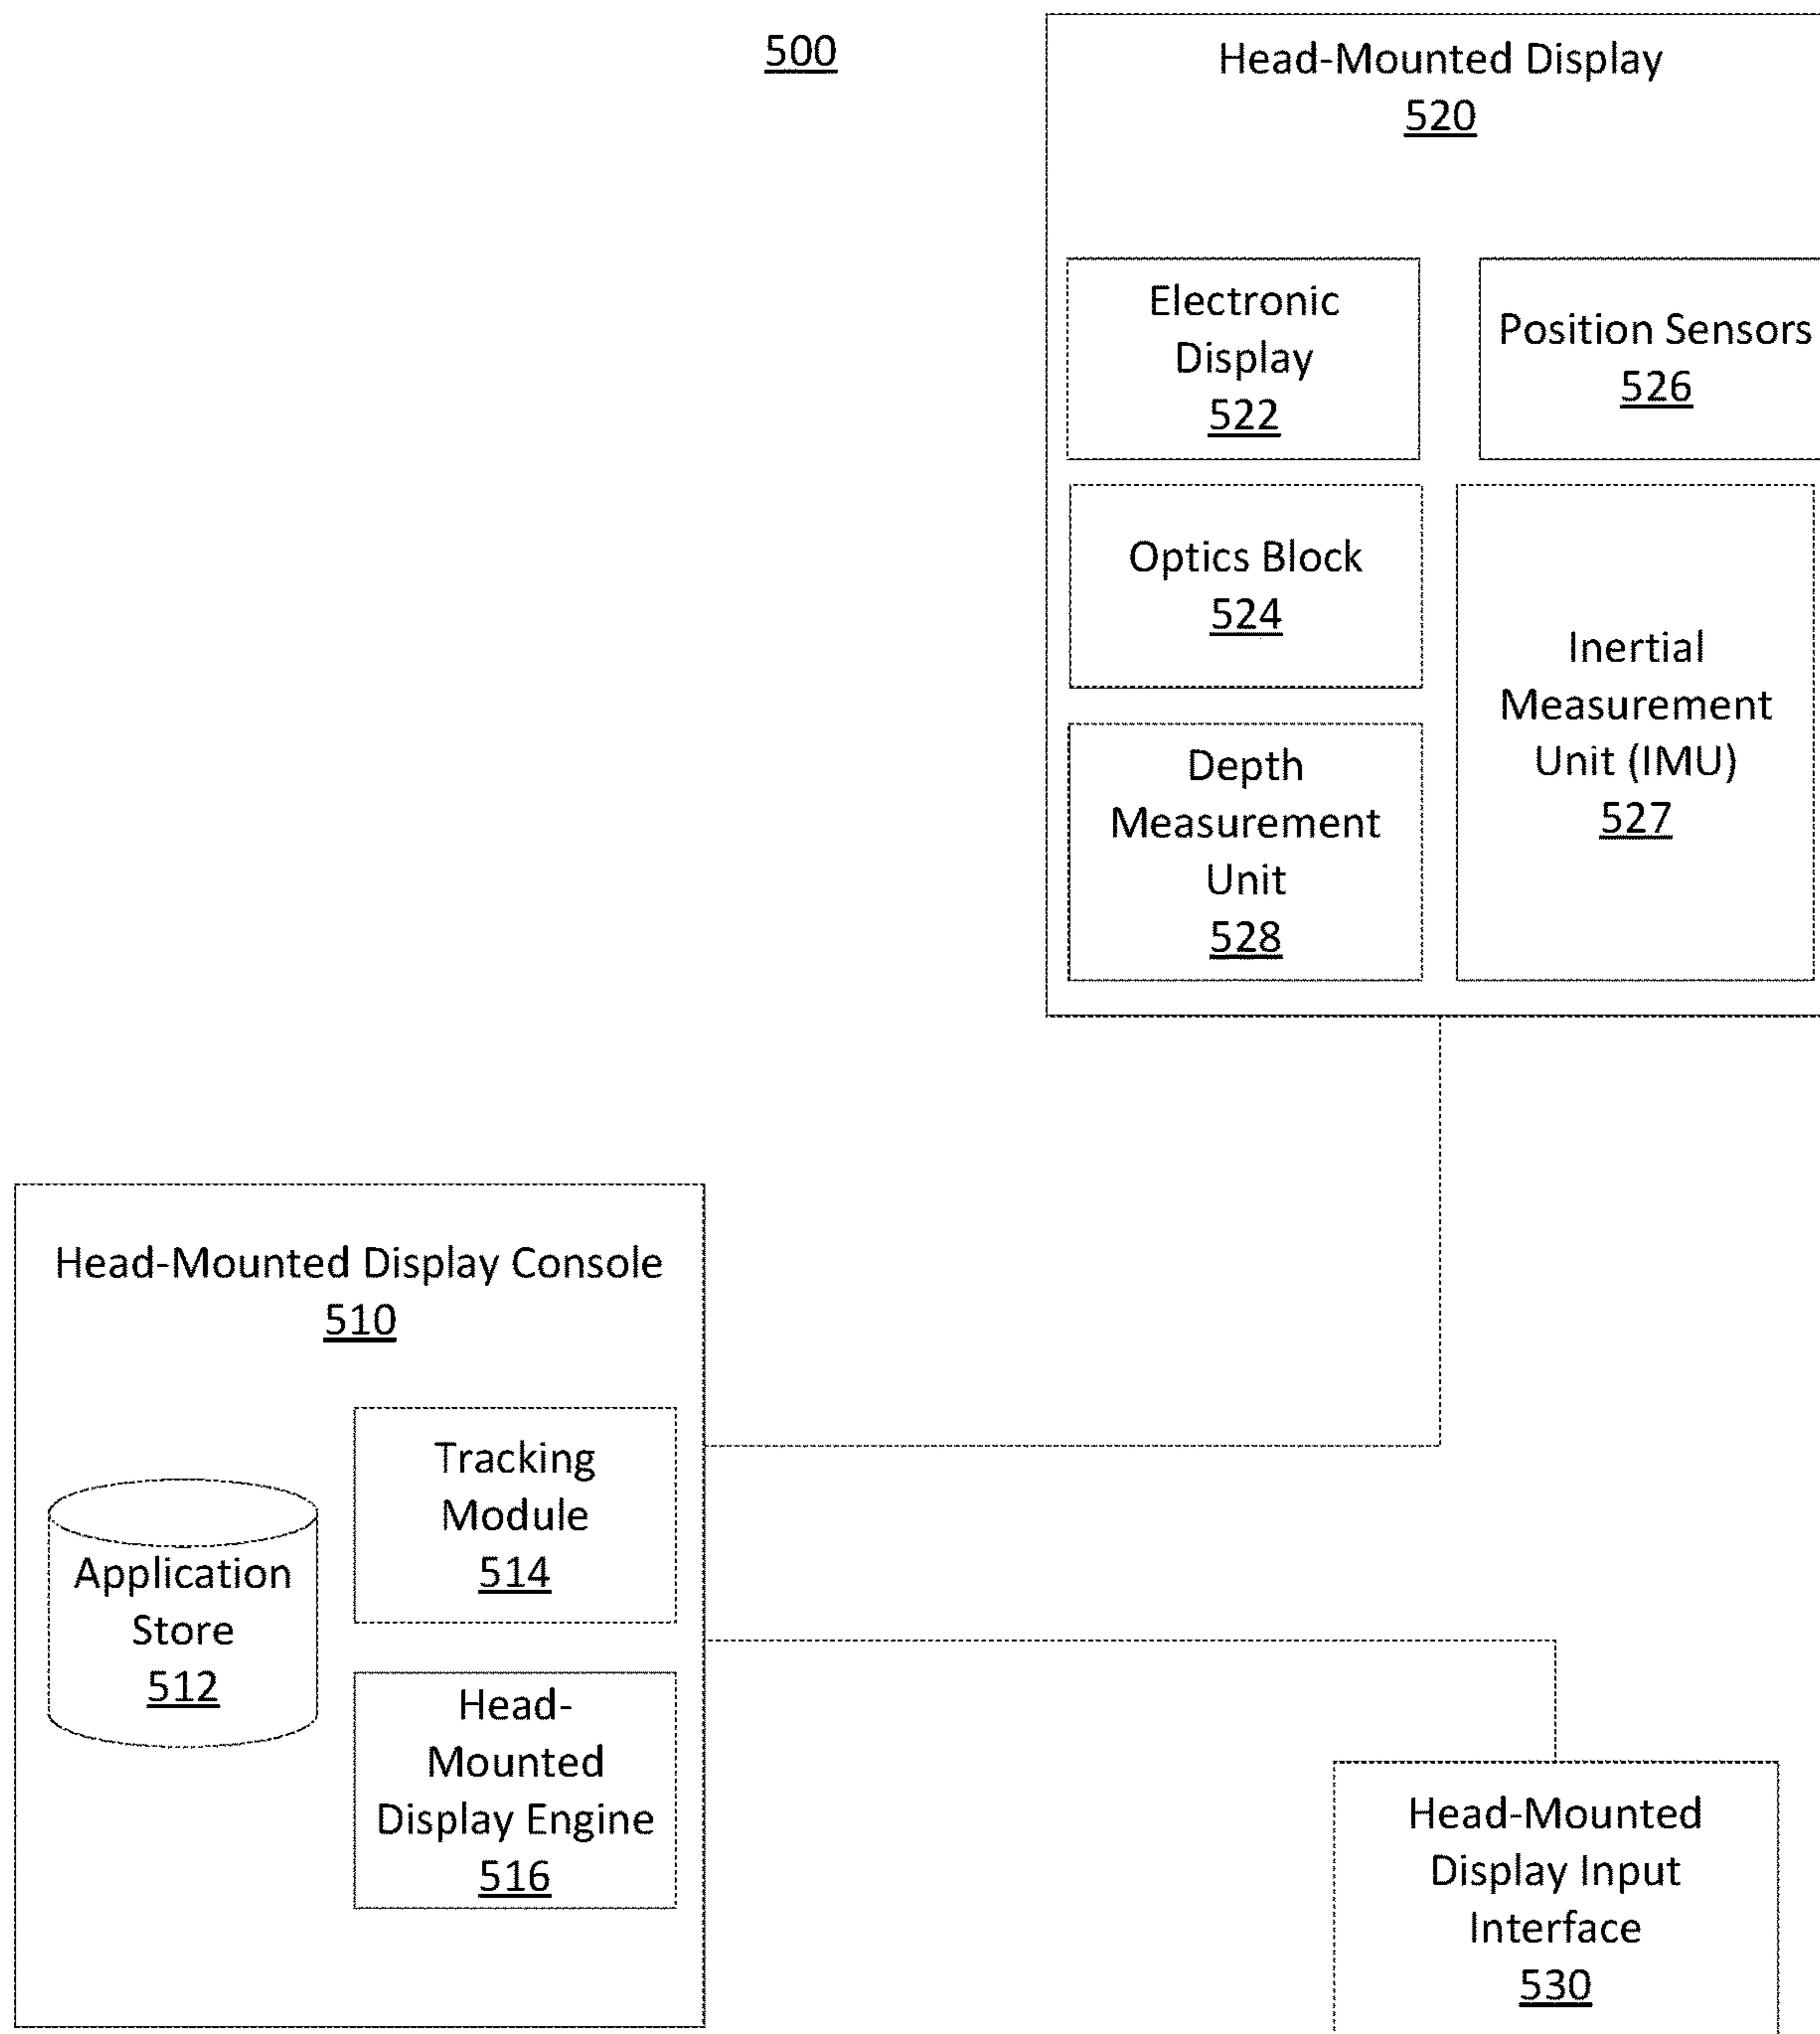 500
Head-Mounted Display
520
Electronic
Display
522
Position Sensors
526
Optics Block
524
Inertial
Measurement
Unit (IMU)
527
Depth
Measurement
Unit
528
Head-Mounted Display Console
510
Tracking
Module
514
Application
Store
512
Head-
Mounted
Display Engine
516
Head-Mounted
Display Input
Interface
530